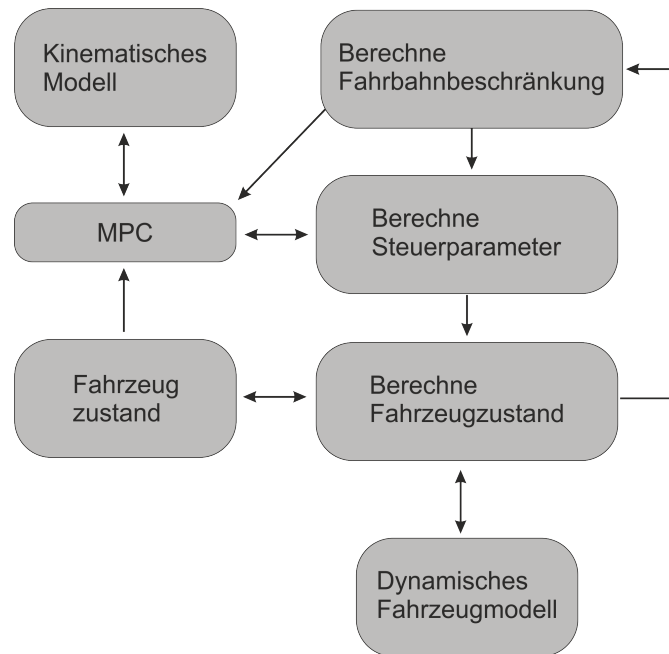 Kinematisches
Modell
Berechne
Fahrbahnbeschränkung
MPC
Berechne
Steuerparameter
Fahrzeug
zustand
Berechne
Fahrzeugzustand
Dynamisches
Fahrzeugmodell